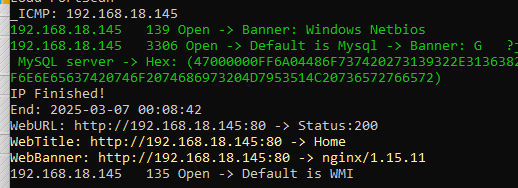 _ICMP: 192.168.18.145
192.168.18.145 139 Open -> Banner: Windows Netbios
192.168.18.145 3306 Open -> Default is Mysql -> Banner: G ?j
MySQL server -> Hex: (47000000FF6A04486F737420273139322E3136382
F6E6E65637420746F2074686973204D7953514C20736572766572)
IP Finished!
End: 2025-03-07 00:08:42
WebURL: http://192.168.18.145:80 -> Status:200
WebTitle: http://192.168.18.145:80 -> Home
WebBanner: http://192.168.18.145:80 -> nginx/1.15.11
192.168.18.145 135 Open -> Default is WMI